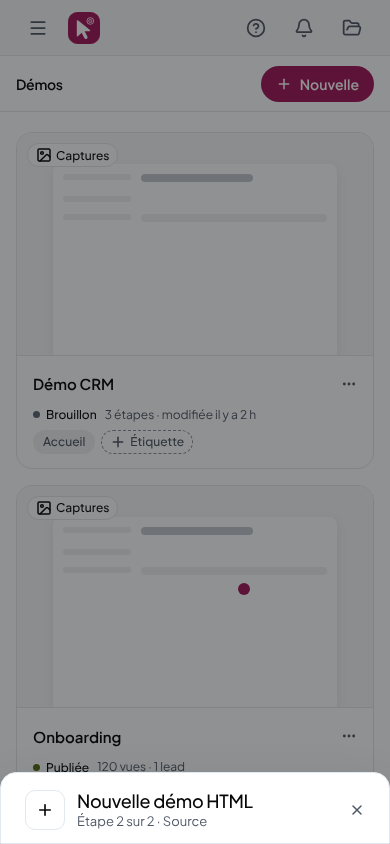 Démos
Nouvelle
Captures
Démo CRM
Brouillon 3 étapes · modifiée il y a 2 h
Accueil Étiquette
Captures
Onboarding
Publiée 120 vues · 1 lead
Nouvelle démo HTML
Étape 2 sur 2 · Source